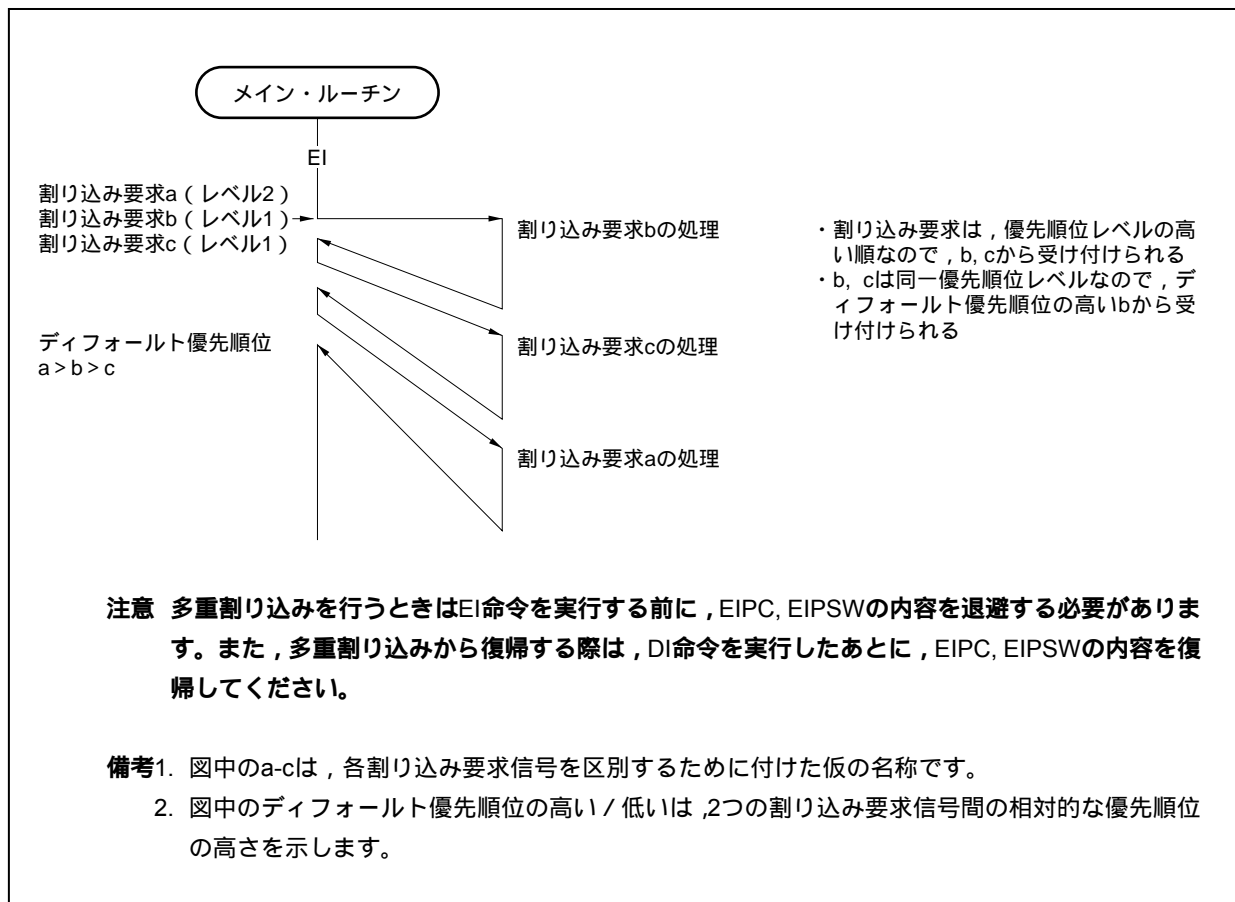 メイン・ルーチン
EI
割り込み要求a（レベル2）
割り込み要求b（レベル1）
割り込み要求c（レベル1）
割り込み要求bの処理
・割り込み要求は，優先順位レベルの高
い順なので，b, cから受け付けられる
・b, cは同一優先順位レベルなので，デ
ィフォールト優先順位の高いbから受
け付けられる
ディフォールト優先順位
a > b > c
割り込み要求cの処理
割り込み要求aの処理
注意 多重割り込みを行うときはEI命令を実行する前に，EIPC, EIPSWの内容を退避する必要がありま
す。また，多重割り込みから復帰する際は，DI命令を実行したあとに，EIPC, EIPSWの内容を復
帰してください。
備考1. 図中のa-cは，各割り込み要求信号を区別するために付けた仮の名称です。
2. 図中のディフォールト優先順位の高い／低いは，2つの割り込み要求信号間の相対的な優先順位
の高さを示します。